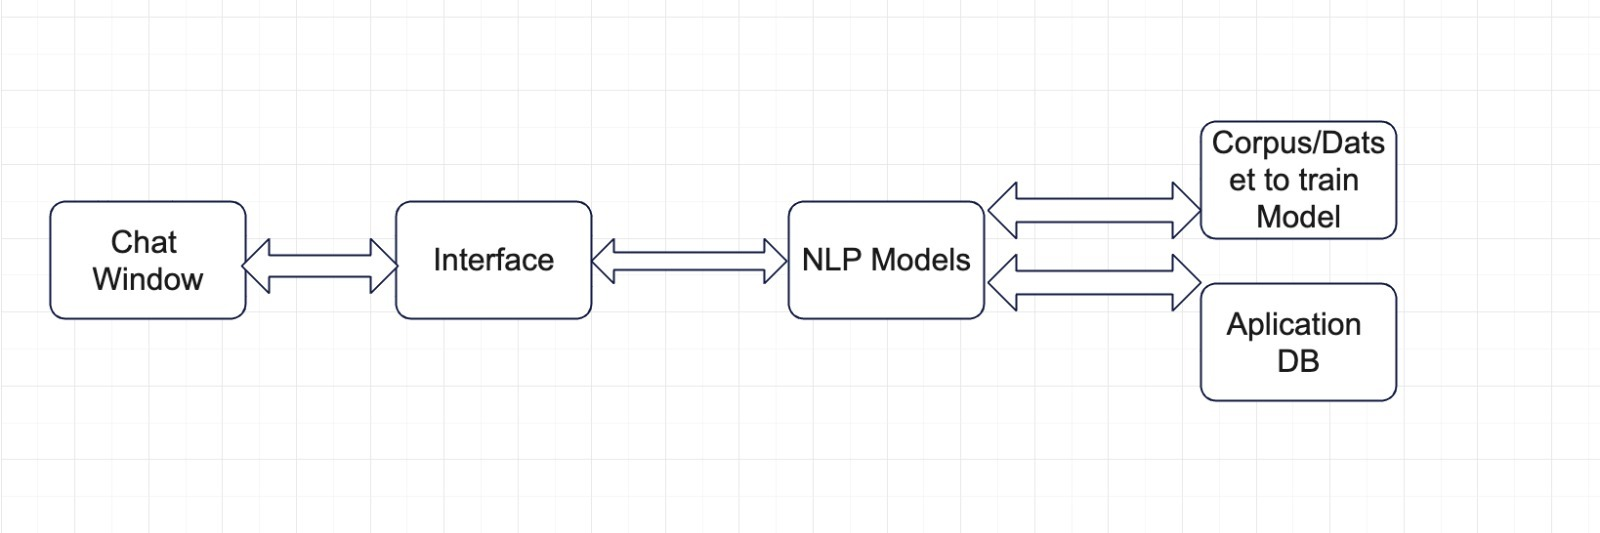 Chat
Window
Interface
NLP Models
Corpus/Dats
et to train
Model
Aplication
DB